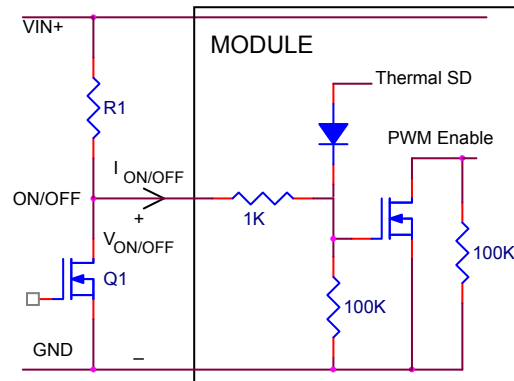 VIN+
MODULE
Thermal SD
R1
PWM Enable
I ON/OFF
ON/OFF
+
1K
V ON/OFF
Q1
100K
100K
GND
_